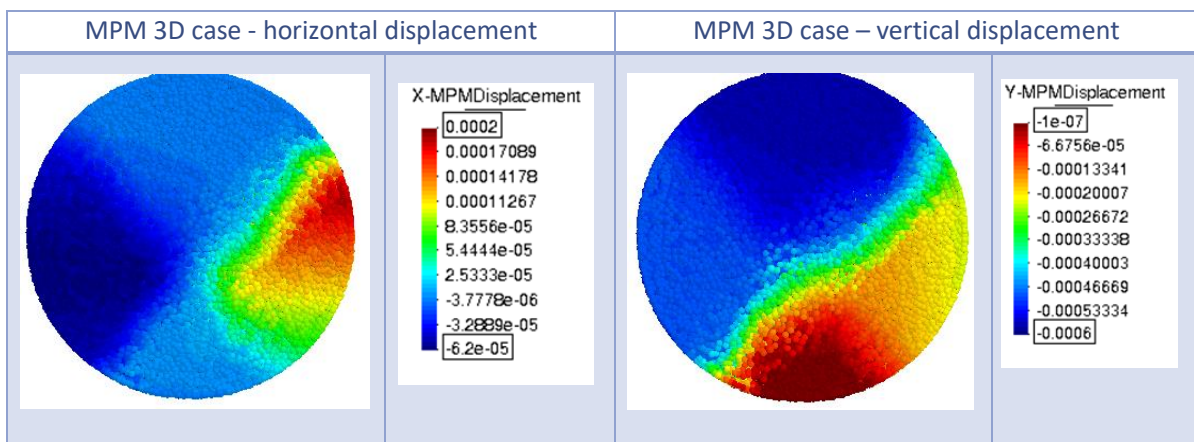 MPM 3D case - horizontal displacement
MPM 3D case – vertical displacement
X-MPMDisplacement
0.0002
0.00017089
0.00014178
0.00011267
8.3556e-05
5.4444e-05
2.5333e-05
-3.7778e-06
-3.2889e-05
-6.2e-05
Y-MPMDisplacement
-1e-07
-6.6756e-05
-0.00013341
-0.00020007
-0.00026672
-0.00033338
-0.00040003
-0.00046669
-0.00053334
-0.0006